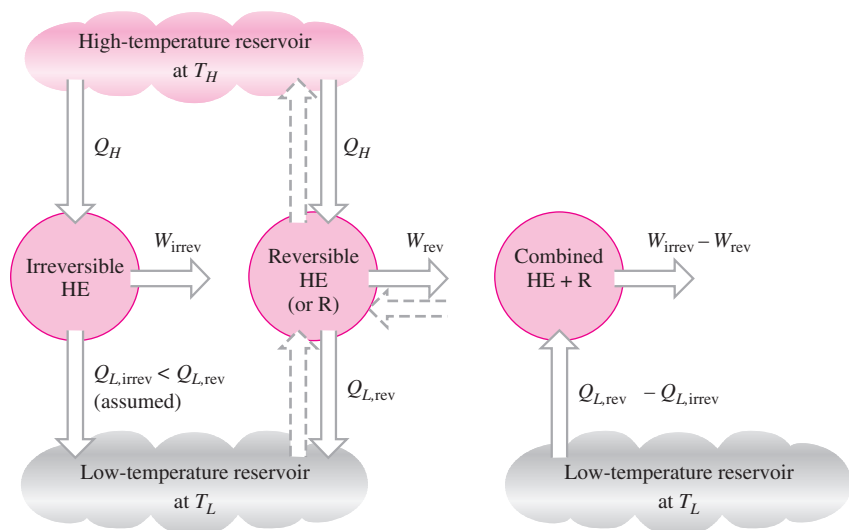 High-temperature reservoir
at T_H
Q_H
Q_H
Irreversible
HE
W_irrev
Reversible
HE
(or R)
W_rev
Combined
HE + R
W_irrev – W_rev
Q_L,irrev < Q_L,rev
(assumed)
Q_L,rev
Q_L,rev – Q_L,irrev
Low-temperature reservoir
at T_L
Low-temperature reservoir
at T_L